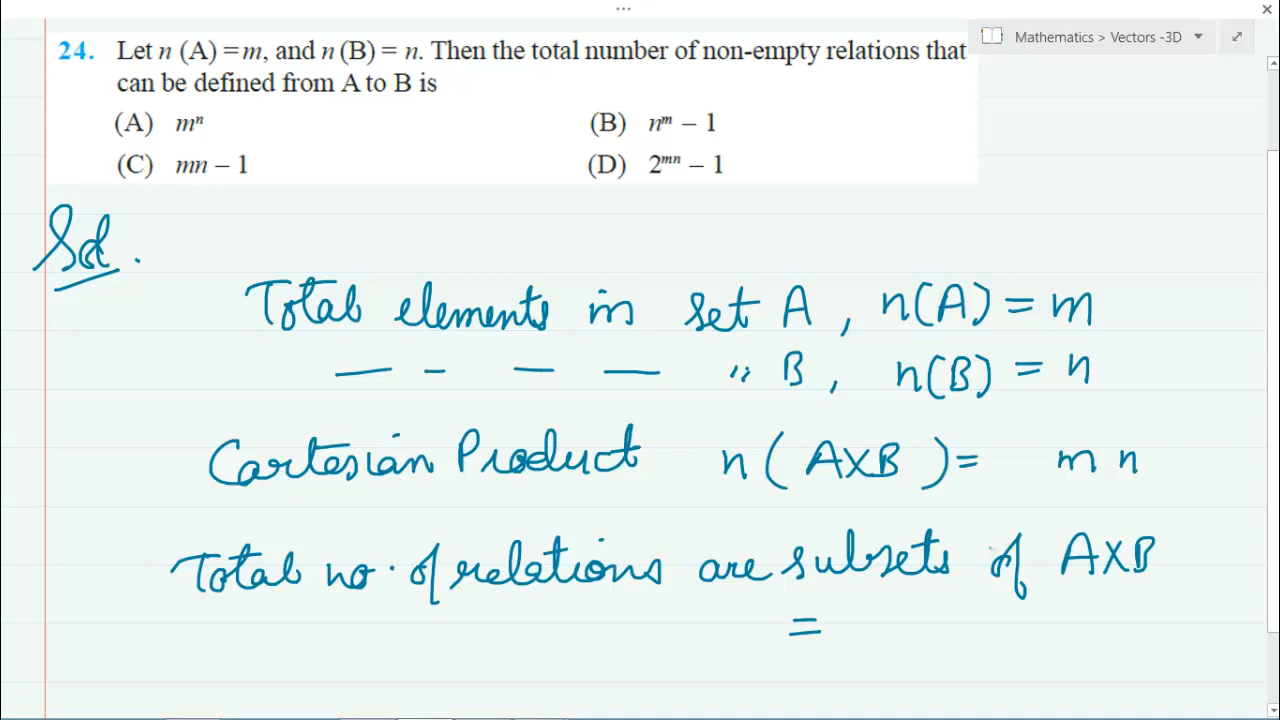 ...
Mathematics > Vectors -3D
24. Let n (A) = m, and n (B) = n. Then the total number of non-empty relations that
can be defined from A to B is
(A) mⁿ (B) nᵐ – 1
(C) mn – 1 (D) 2ᵐⁿ – 1
Sol.
Total elements in set A, n(A) = m
— - — — " B, n(B) = n
Cartesian Product n(A×B) = mn
Total no. of relations are subsets of A×B
=